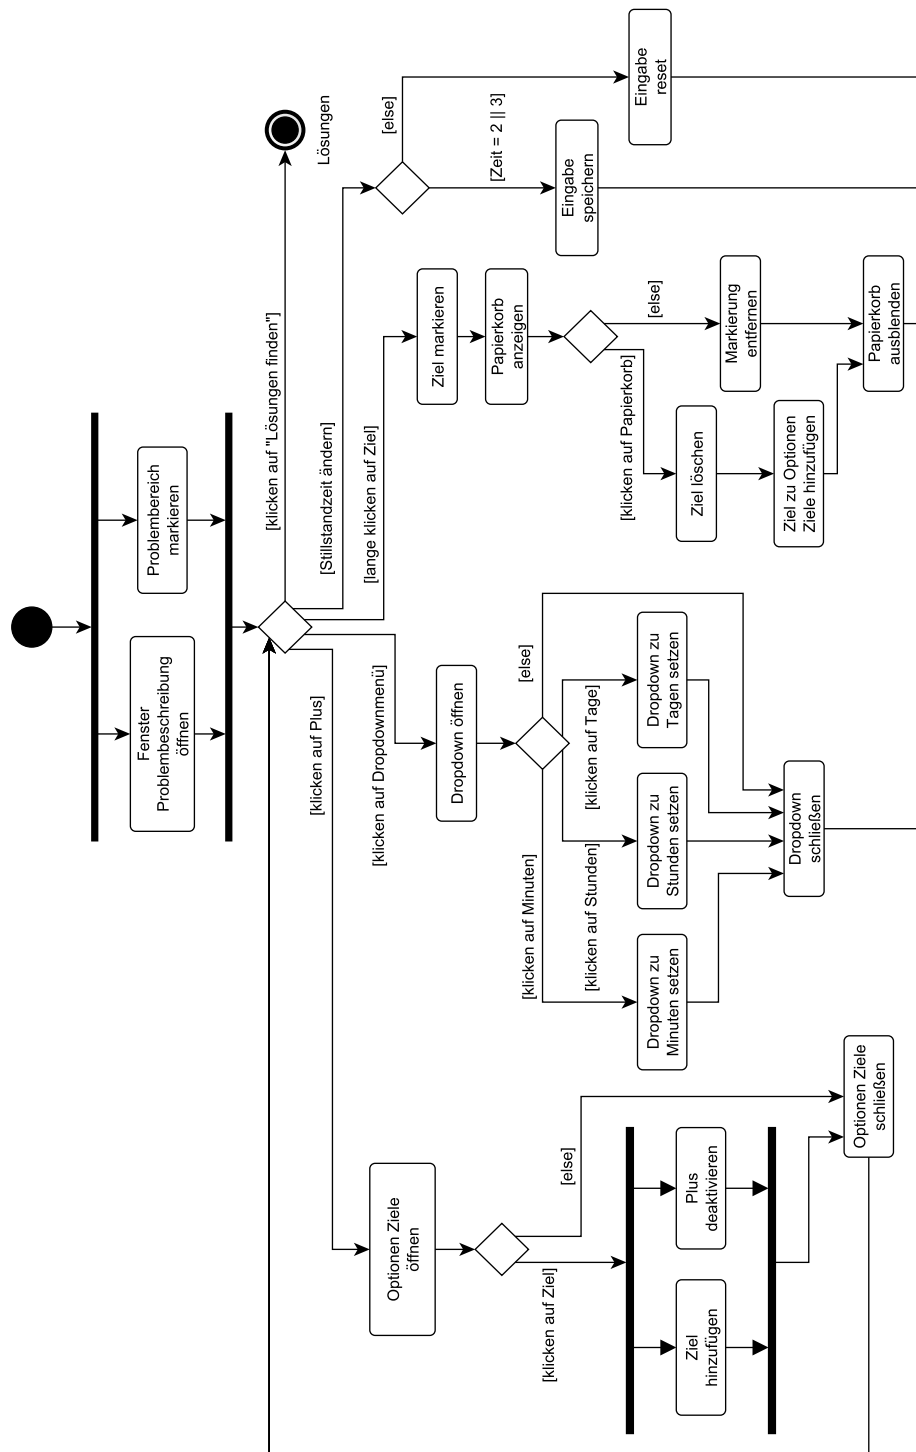 Fenster
Problembeschreibung
öffnen
Problembereich
markieren
[klicken auf "Lösungen finden"]
Lösungen
[Stillstandzeit ändern]
[else]
[Zeit = 2 || 3]
Eingabe
reset
Eingabe
speichern
[lange klicken auf Ziel]
Ziel markieren
Papierkorb
anzeigen
[else]
[klicken auf Papierkorb]
Markierung
entfernen
Ziel löschen
Ziel zu Optionen
Ziele hinzufügen
Papierkorb
ausblenden
[klicken auf Dropdownmenü]
Dropdown öffnen
[else]
[klicken auf Tage]
[klicken auf Stunden]
[klicken auf Minuten]
Dropdown zu
Tagen setzen
Dropdown zu
Stunden setzen
Dropdown zu
Minuten setzen
Dropdown
schließen
[klicken auf Plus]
Optionen Ziele
öffnen
[else]
[klicken auf Ziel]
Plus
deaktivieren
Ziel
hinzufügen
Optionen Ziele
schließen